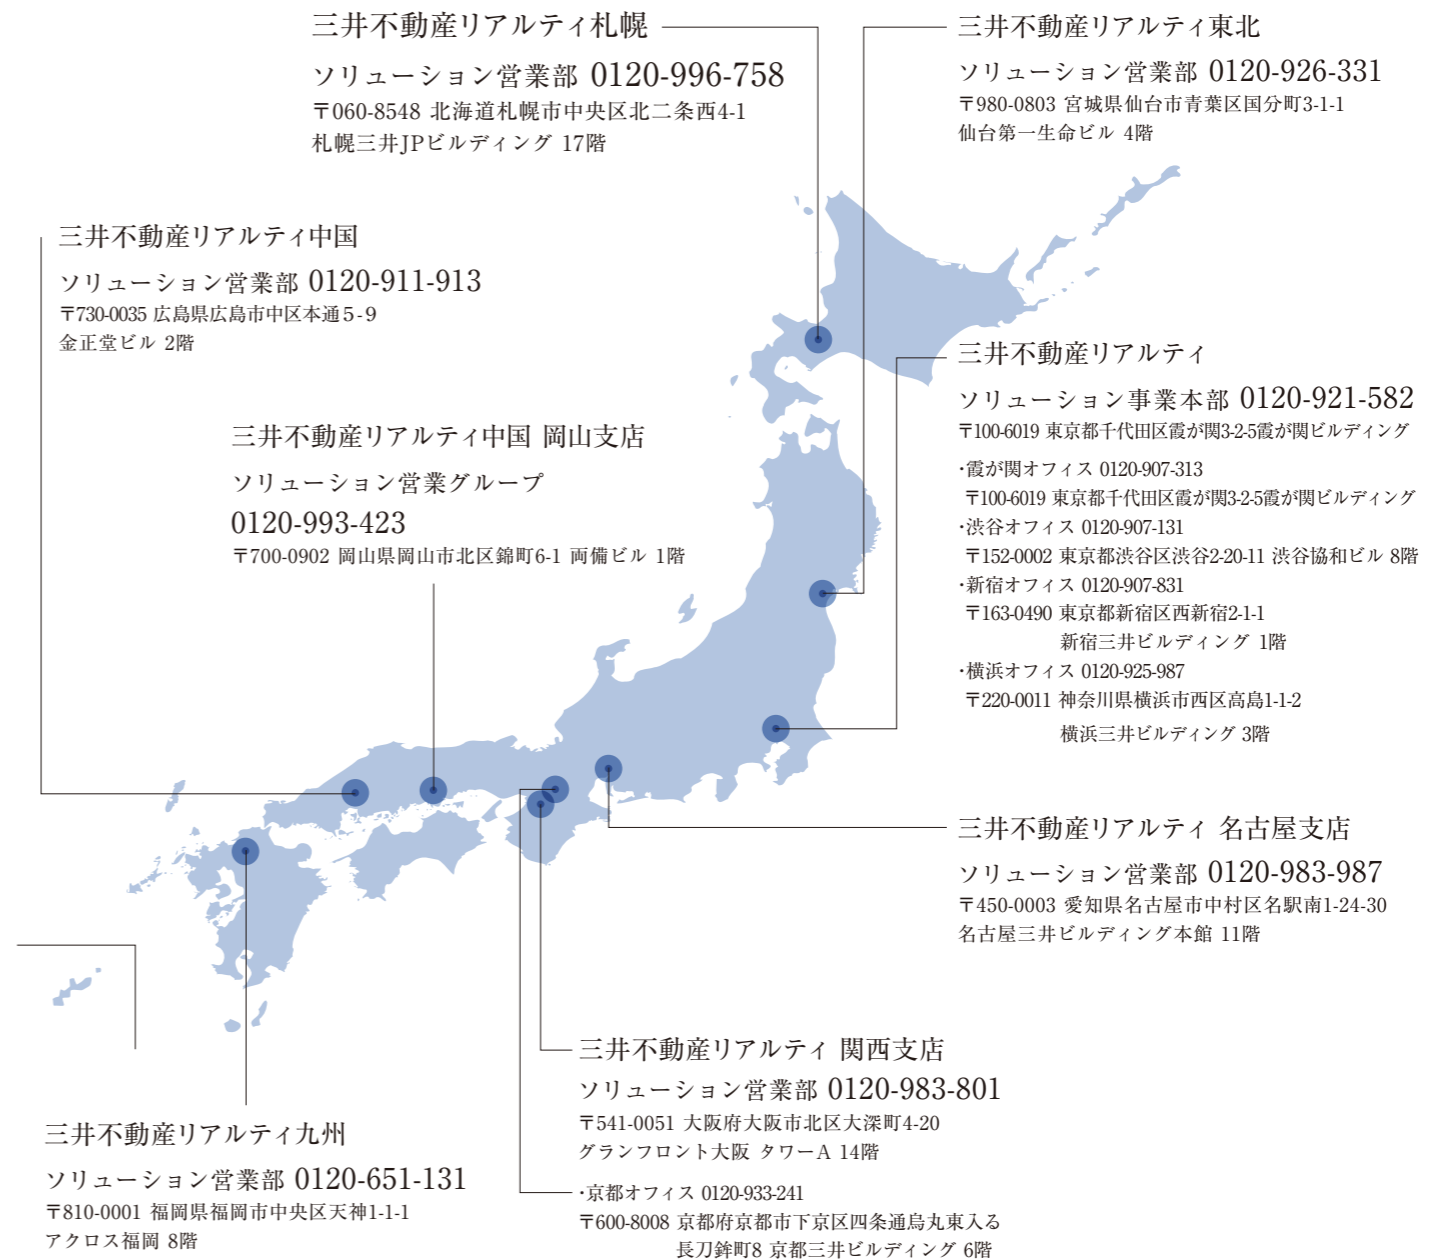 三井不動産リアルティ札幌
ソリューション営業部 0120-996-758
〒060-8548 北海道札幌市中央区北二条西4-1
札幌三井JPビルディング 17階
三井不動産リアルティ東北
ソリューション営業部 0120-926-331
〒980-0803 宮城県仙台市青葉区国分町3-1-1
仙台第一生命ビル 4階
三井不動産リアルティ中国
ソリューション営業部 0120-911-913
〒730-0035 広島県広島市中区本通5-9
金正堂ビル 2階
三井不動産リアルティ中国 岡山支店
ソリューション営業グループ
0120-993-423
〒700-0902 岡山県岡山市北区錦町6-1 両備ビル 1階
三井不動産リアルティ
ソリューション事業本部 0120-921-582
〒100-6019 東京都千代田区霞が関3-2-5霞が関ビルディング
・霞が関オフィス 0120-907-313
〒100-6019 東京都千代田区霞が関3-2-5霞が関ビルディング
・渋谷オフィス 0120-907-131
〒152-0002 東京都渋谷区渋谷2-20-11 渋谷協和ビル 8階
・新宿オフィス 0120-907-831
〒163-0490 東京都新宿区西新宿2-1-1
新宿三井ビルディング 1階
・横浜オフィス 0120-925-987
〒220-0011 神奈川県横浜市西区高島1-1-2
横浜三井ビルディング 3階
三井不動産リアルティ 名古屋支店
ソリューション営業部 0120-983-987
〒450-0003 愛知県名古屋市中村区名駅南1-24-30
名古屋三井ビルディング本館 11階
三井不動産リアルティ 関西支店
ソリューション営業部 0120-983-801
〒541-0051 大阪府大阪市北区大深町4-20
グランフロント大阪 タワーA 14階
・京都オフィス 0120-933-241
〒600-8008 京都府京都市下京区四条通烏丸東入る
長刀鉾町8 京都三井ビルディング 6階
三井不動産リアルティ九州
ソリューション営業部 0120-651-131
〒810-0001 福岡県福岡市中央区天神1-1-1
アクロス福岡 8階